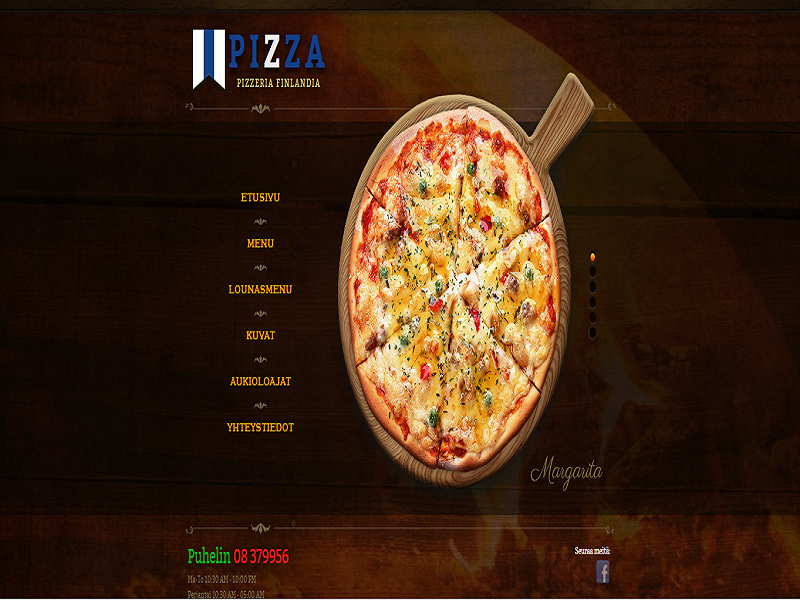 PIZZA
PIZZERIA FINLANDIA
ETUSIVU
MENU
LOUNASMENU
KUVAT
AUKIOLOAJAT
YHTEYSTIEDOT
Margarita
Puhelin 08 379956
Seuraa meitä:
Ma-To 10:30 AM - 10:00 PM
Perjantai 10:30 AM - 05:00 AM